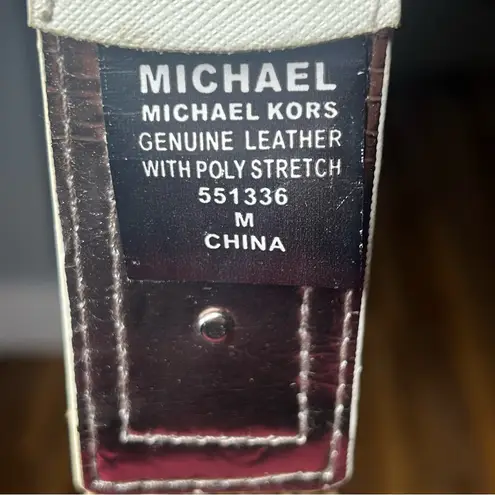 MICHAEL
MICHAEL KORS
GENUINE LEATHER
WITH POLY STRETCH
551336
M
CHINA